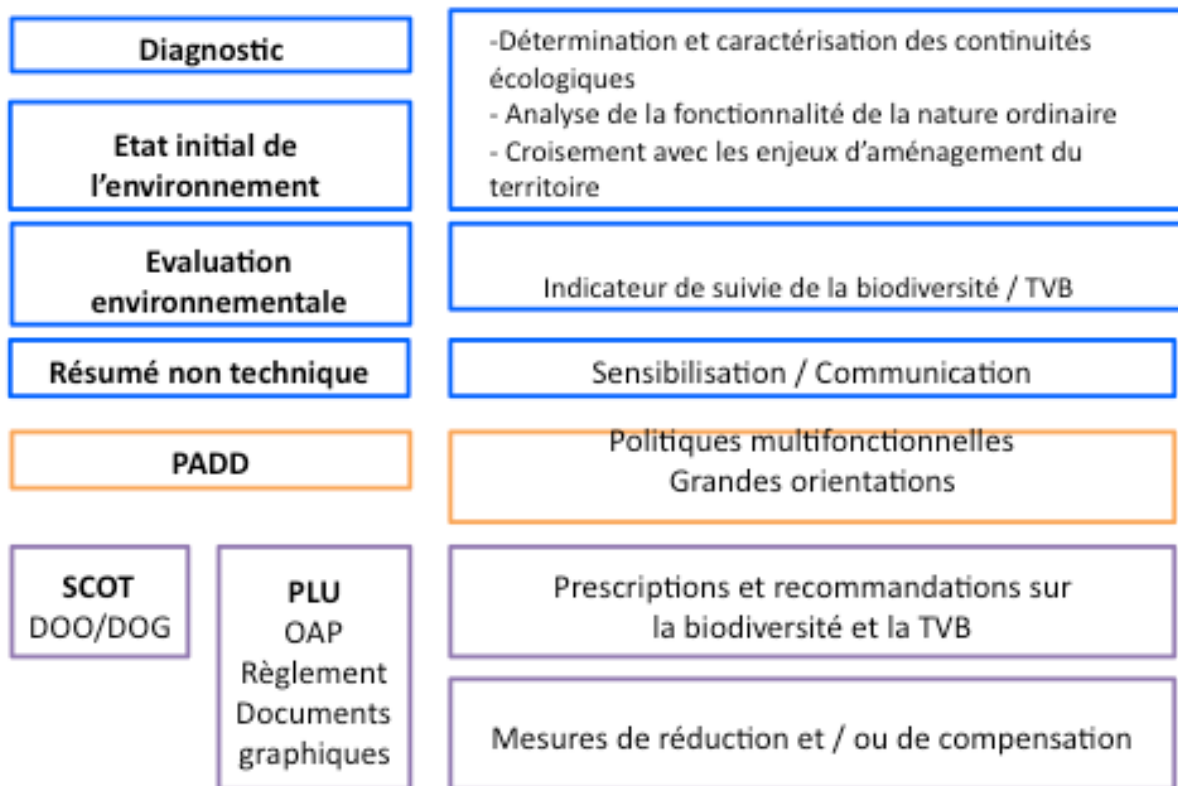 Diagnostic
-Détermination et caractérisation des continuités
écologiques
- Analyse de la fonctionnalité de la nature ordinaire
- Croisement avec les enjeux d’aménagement du
territoire
Etat initial de
l’environnement
Evaluation
environnementale
Indicateur de suivie de la biodiversité / TVB
Résumé non technique
Sensibilisation / Communication
PADD
Politiques multifonctionnelles
Grandes orientations
SCOT
DOO/DOG
PLU
OAP
Règlement
Documents
graphiques
Prescriptions et recommandations sur
la biodiversité et la TVB
Mesures de réduction et / ou de compensation